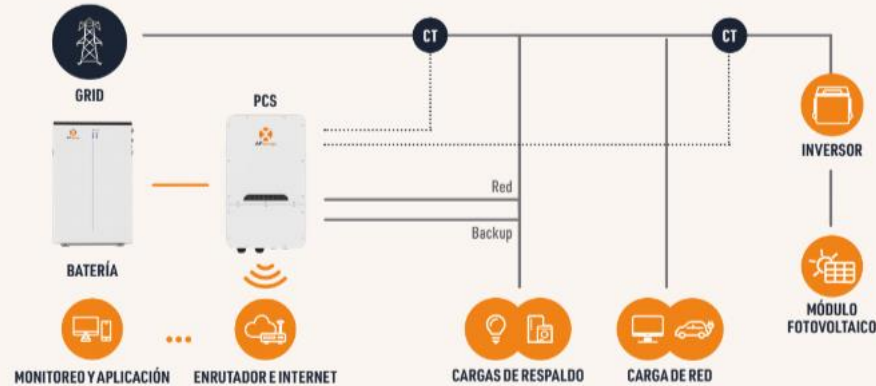 CT
CT
GRID
PCS
INVERSOR
Red
Backup
BATERÍA
MÓDULO
FOTOVOLTAICO
MONITOREO Y APLICACIÓN
ENRUTADOR E INTERNET
CARGAS DE RESPALDO
CARGA DE RED